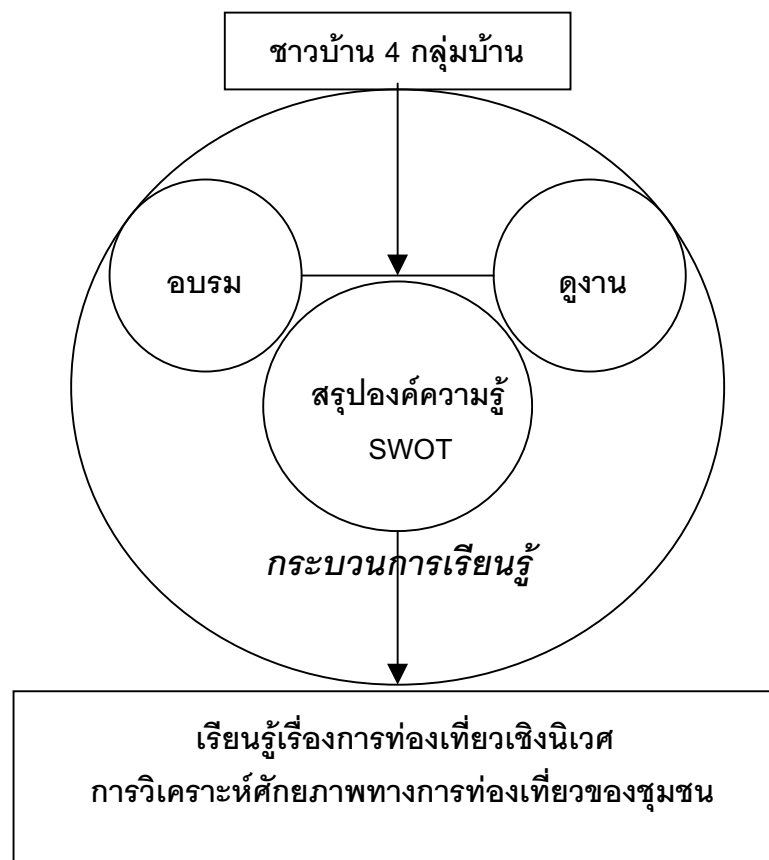 ชาวบ้าน 4 กลุ่มบ้าน
อบรม
ดูงาน
สรุปองค์ความรู้
SWOT
กระบวนการเรียนรู้
เรียนรู้เรื่องการท่องเที่ยวเชิงนิเวศ
การวิเคราะห์ศักยภาพทางการท่องเที่ยวของชุมชน